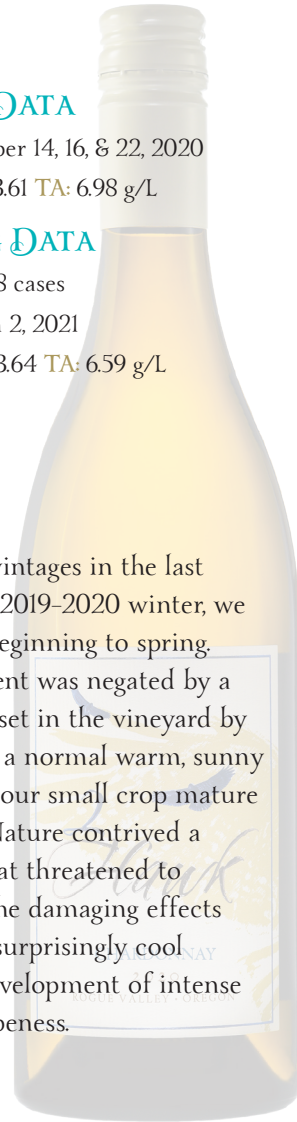 DATA
ber 14, 16, & 22, 2020
3.61 TA: 6.98 g/L
DATA
8 cases
2, 2021
3.64 TA: 6.59 g/L
vintages in the last
2019–2020 winter, we
eginning to spring.
ent was negated by a
set in the vineyard by
a normal warm, sunny
our small crop mature
Nature contrived a
at threatened to
he damaging effects
surprisingly cool
velopment of intense
peness.
Hawk
CHARDONNAY
2020
ROGUE VALLEY - OREGON